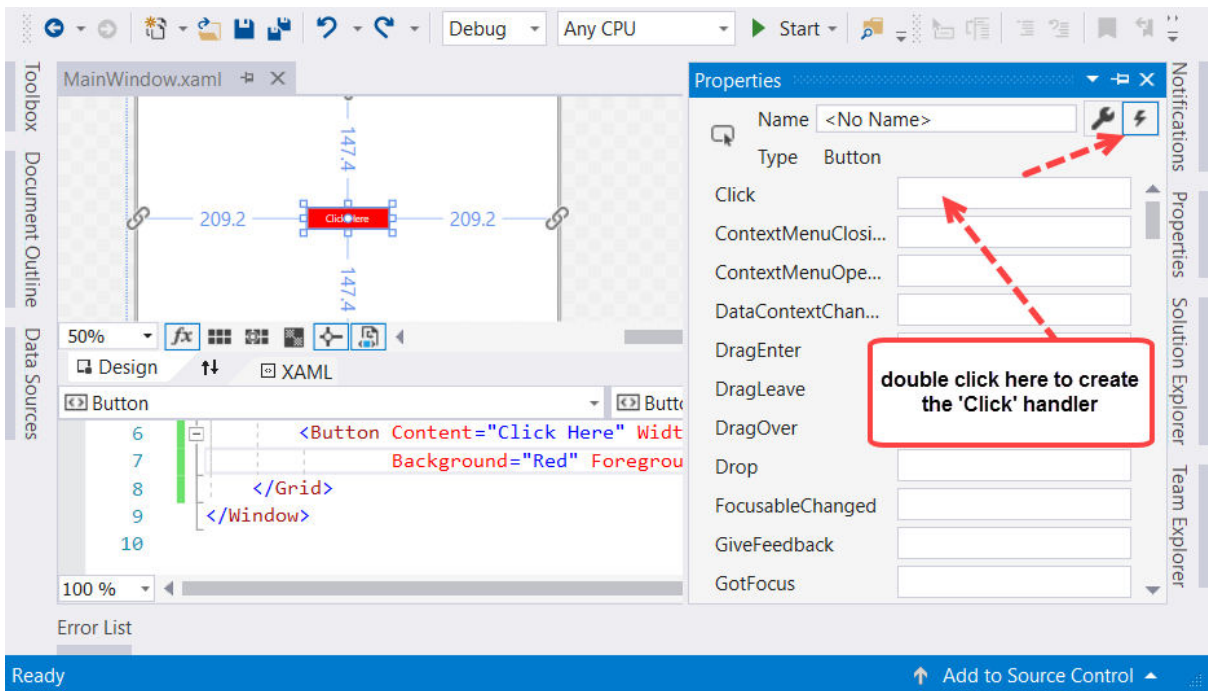 Debug
Any CPU
Start
Toolbox
Document Outline
Data Sources
MainWindow.xaml
147.4
209.2
Click Here
209.2
147.4
50%
fx
Design
XAML
Button
Butto
6 <Button Content="Click Here" Widt
7 Background="Red" Foregrou
8 </Grid>
9 </Window>
10
100 %
Properties
Name <No Name>
Type Button
Click
ContextMenuClosi...
ContextMenuOpe...
DataContextChan...
DragEnter
DragLeave
DragOver
Drop
FocusableChanged
GiveFeedback
GotFocus
double click here to create
the 'Click' handler
Notifications
Properties
Solution Explorer
Team Explorer
Error List
Ready
Add to Source Control